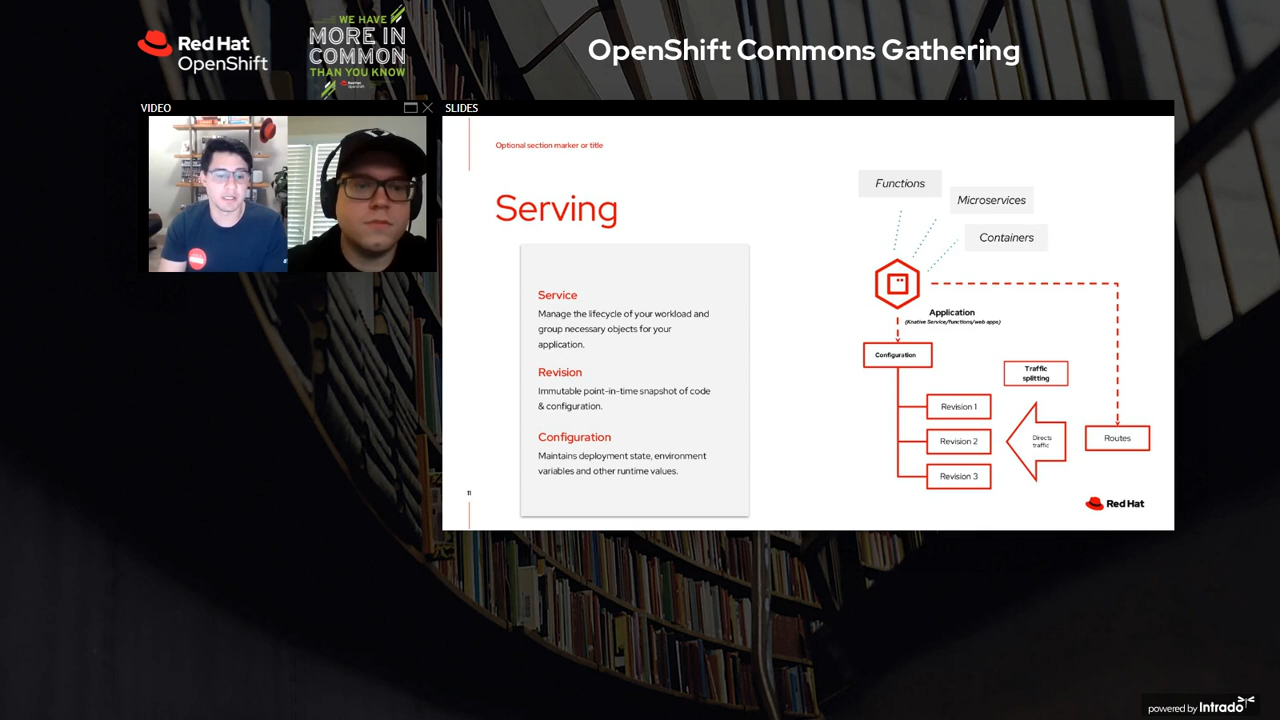 Red Hat
OpenShift
WE HAVE
MORE IN
COMMON
THAN YOU KNOW
OpenShift Commons Gathering
VIDEO
SLIDES
Optional section marker or title
Serving
Service
Manage the lifecycle of your workload and
group necessary objects for your
application.
Revision
Immutable point-in-time snapshot of code
& configuration.
Configuration
Maintains deployment state, environment
variables and other runtime values.
11
Functions
Microservices
Containers
Application
(Knative Service/functions/web apps)
Configuration
Traffic
splitting
Revision 1
Revision 2
Revision 3
Directs
traffic
Routes
Red Hat
powered by Intrado